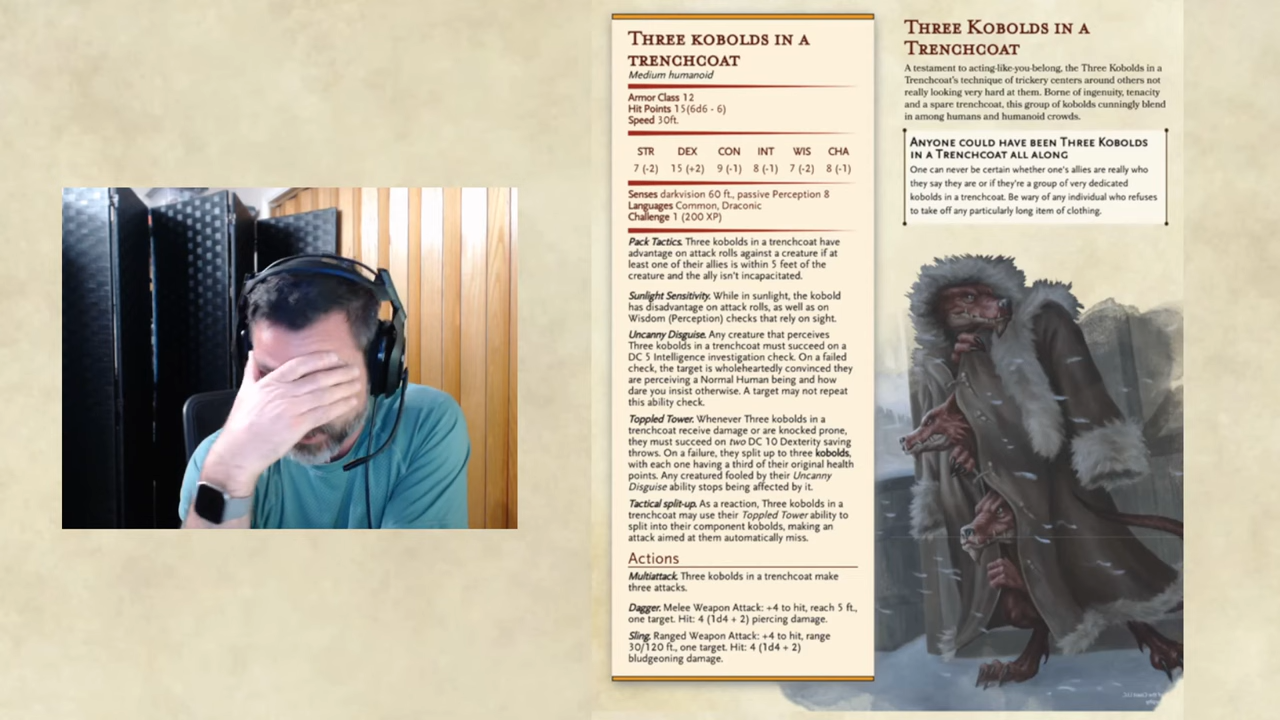 THREE KOBOLDS IN A
TRENCHCOAT
Medium humanoid
Armor Class 12
Hit Points 15(6d6 - 6)
Speed 30ft.
STR DEX CON INT WIS CHA
7 (-2) 15 (+2) 9 (-1) 8 (-1) 7 (-2) 8 (-1)
Senses darkvision 60 ft., passive Perception 8
Languages Common, Draconic
Challenge 1 (200 XP)
Pack Tactics. Three kobolds in a trenchcoat have
advantage on attack rolls against a creature if at
least one of their allies is within 5 feet of the
creature and the ally isn't incapacitated.
Sunlight Sensitivity. While in sunlight, the kobold
has disadvantage on attack rolls, as well as on
Wisdom (Perception) checks that rely on sight.
Uncanny Disguise. Any creature that perceives
Three kobolds in a trenchcoat must succeed on a
DC 5 Intelligence investigation check. On a failed
check, the target is wholeheartedly convinced they
are perceiving a Normal Human being and how
dare you insist otherwise. A target may not repeat
this ability check.
Toppled Tower. Whenever Three kobolds in a
trenchcoat receive damage or are knocked prone,
they must succeed on two DC 10 Dexterity saving
throws. On a failure, they split up to three kobolds,
with each one having a third of their original health
points. Any creatured fooled by their Uncanny
Disguise ability stops being affected by it.
Tactical split-up. As a reaction, Three kobolds in a
trenchcoat may use their Toppled Tower ability to
split into their component kobolds, making an
attack aimed at them automatically miss.
Actions
Multiattack. Three kobolds in a trenchcoat make
three attacks.
Dagger. Melee Weapon Attack: +4 to hit, reach 5 ft.,
one target. Hit: 4 (1d4 + 2) piercing damage.
Sling. Ranged Weapon Attack: +4 to hit, range
30/120 ft., one target. Hit: 4 (1d4 + 2)
bludgeoning damage.
THREE KOBOLDS IN A
TRENCHCOAT
A testament to acting-like-you-belong, the Three Kobolds in a
Trenchcoat's technique of trickery centers around others not
really looking very hard at them. Borne of ingenuity, tenacity
and a spare trenchcoat, this group of kobolds cunningly blend
in among humans and humanoid crowds.
ANYONE COULD HAVE BEEN THREE KOBOLDS
IN A TRENCHCOAT ALL ALONG
One can never be certain whether one's allies are really who
they say they are or if they're a group of very dedicated
kobolds in a trenchcoat. Be wary of any individual who refuses
to take off any particularly long item of clothing.